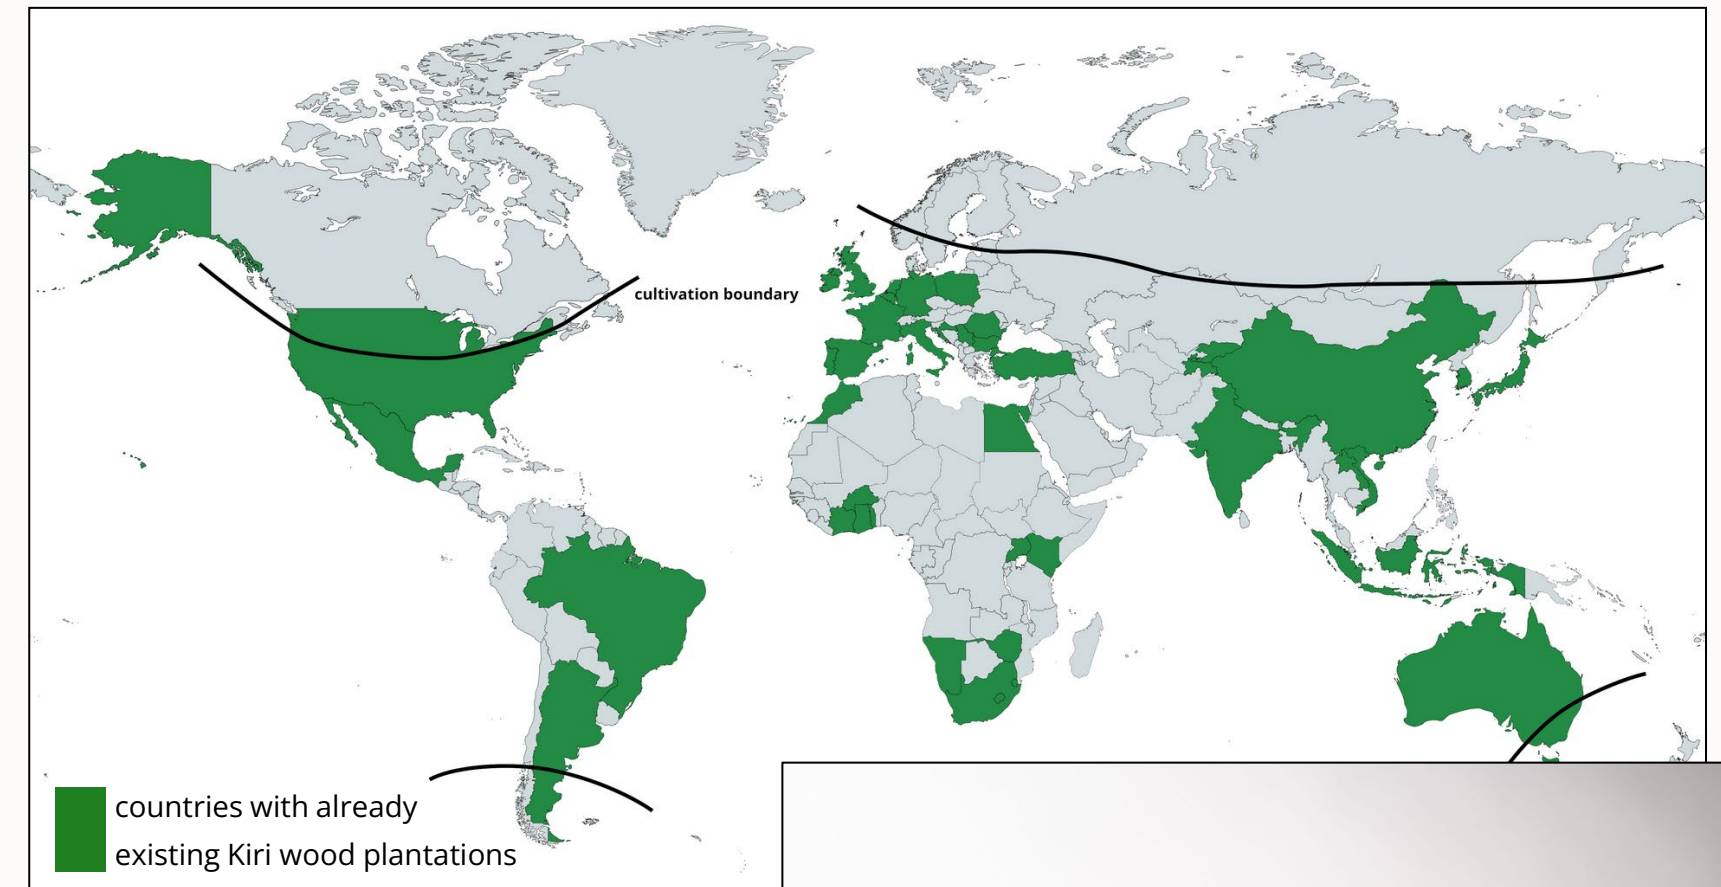 cultivation boundary
countries with already
existing Kiri wood plantations